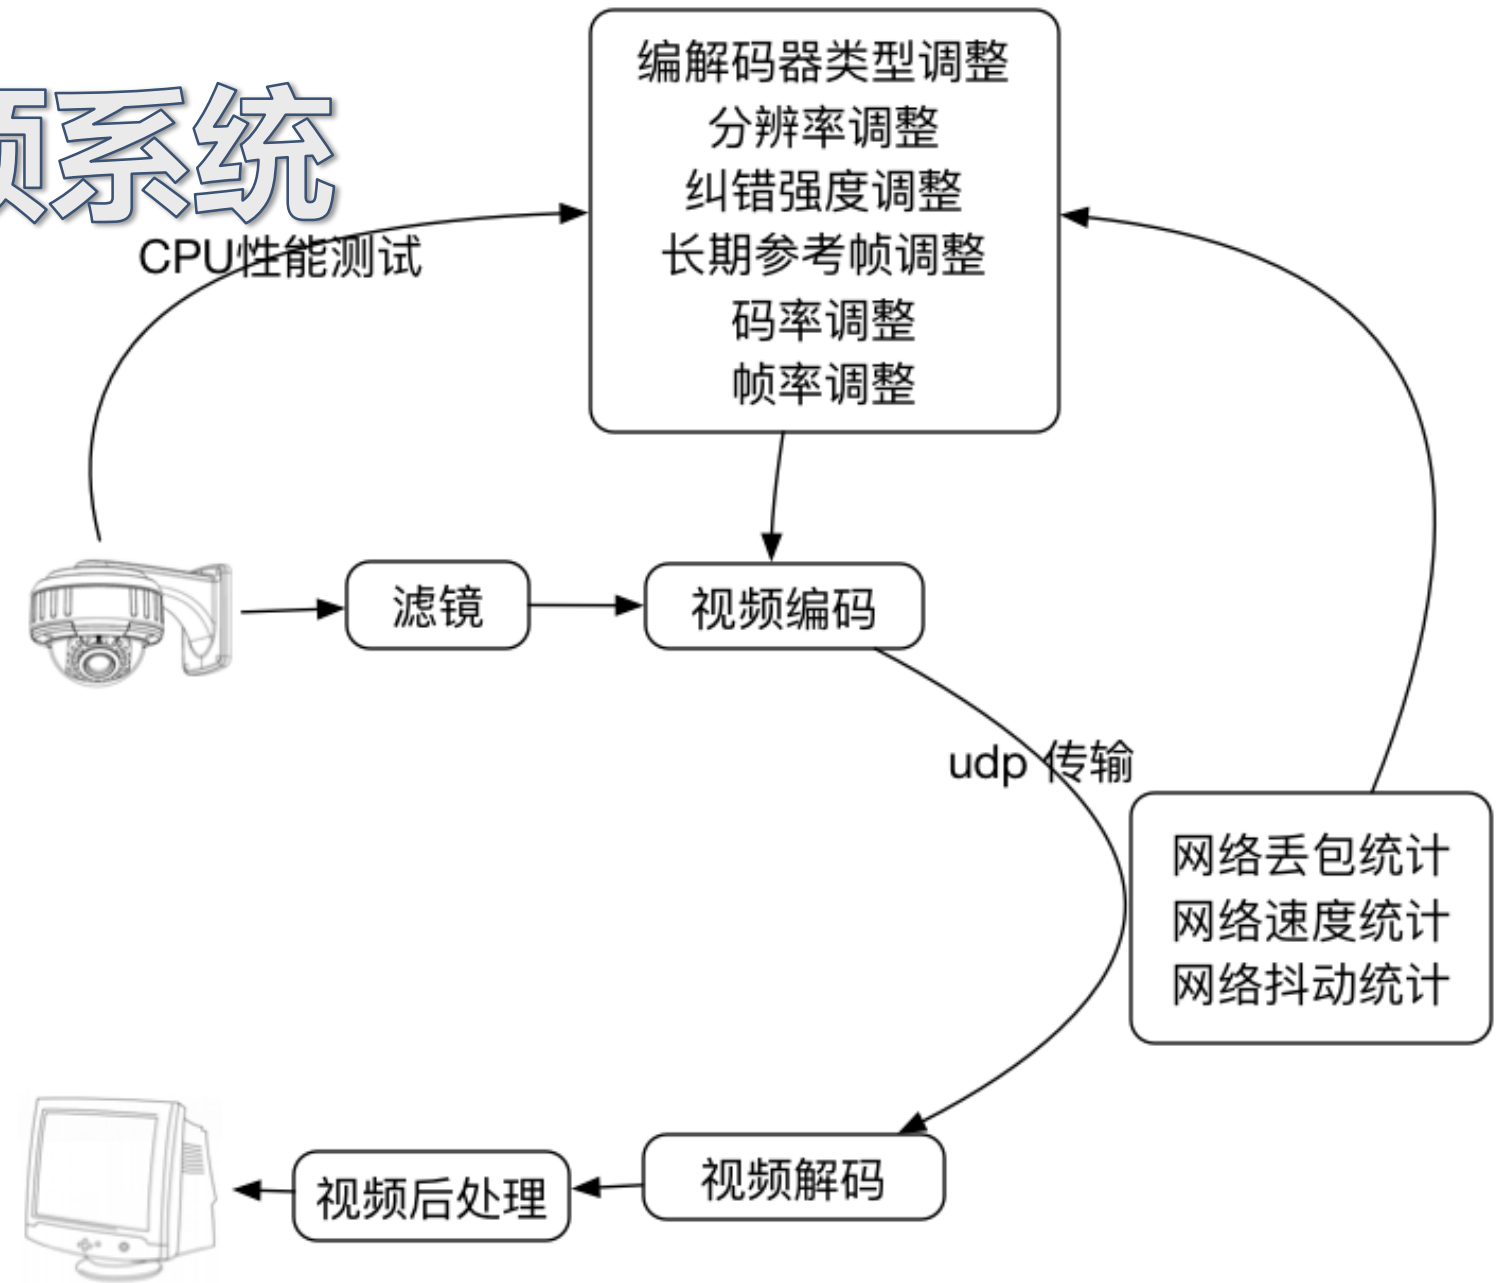 编解码器类型调整
分辨率调整
纠错强度调整
长期参考帧调整
码率调整
帧率调整
频系统
CPU性能测试
滤镜
视频编码
udp 传输
网络丢包统计
网络速度统计
网络抖动统计
视频解码
视频后处理